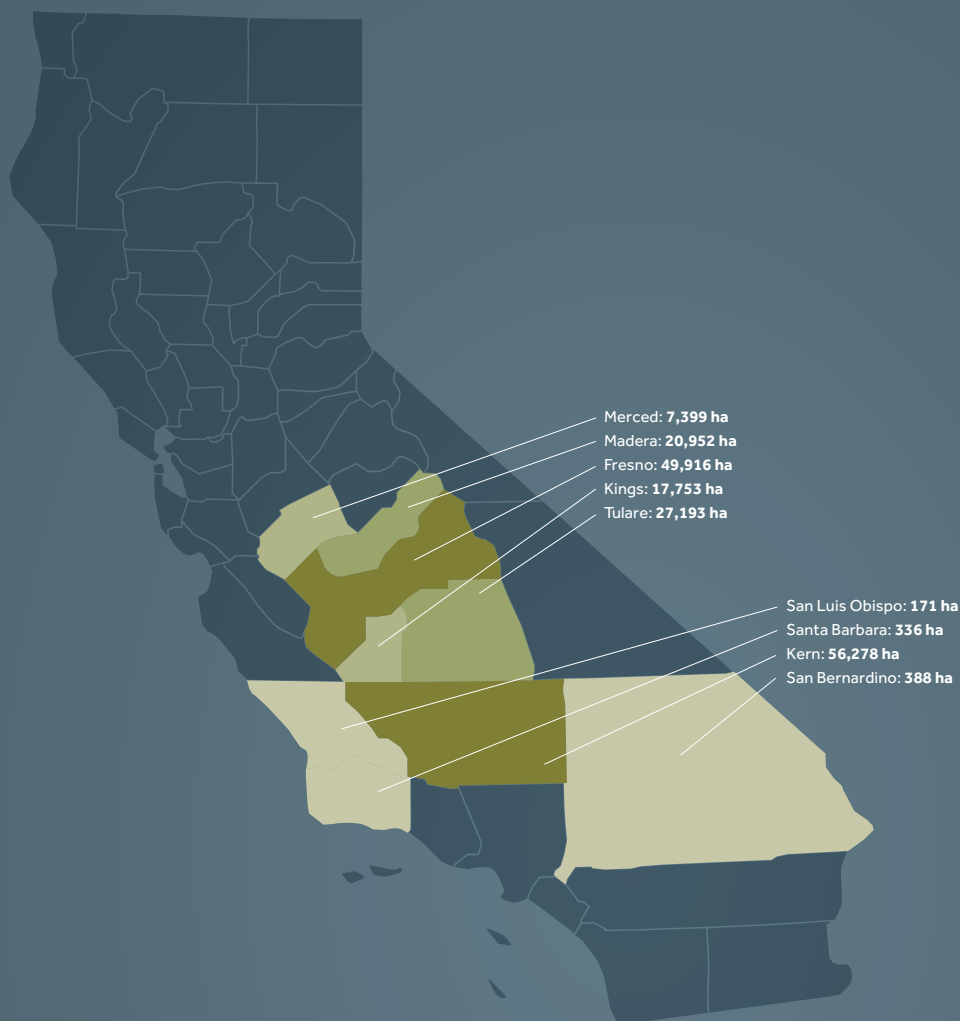 Merced: 7,399 ha
Madera: 20,952 ha
Fresno: 49,916 ha
Kings: 17,753 ha
Tulare: 27,193 ha
San Luis Obispo: 171 ha
Santa Barbara: 336 ha
Kern: 56,278 ha
San Bernardino: 388 ha